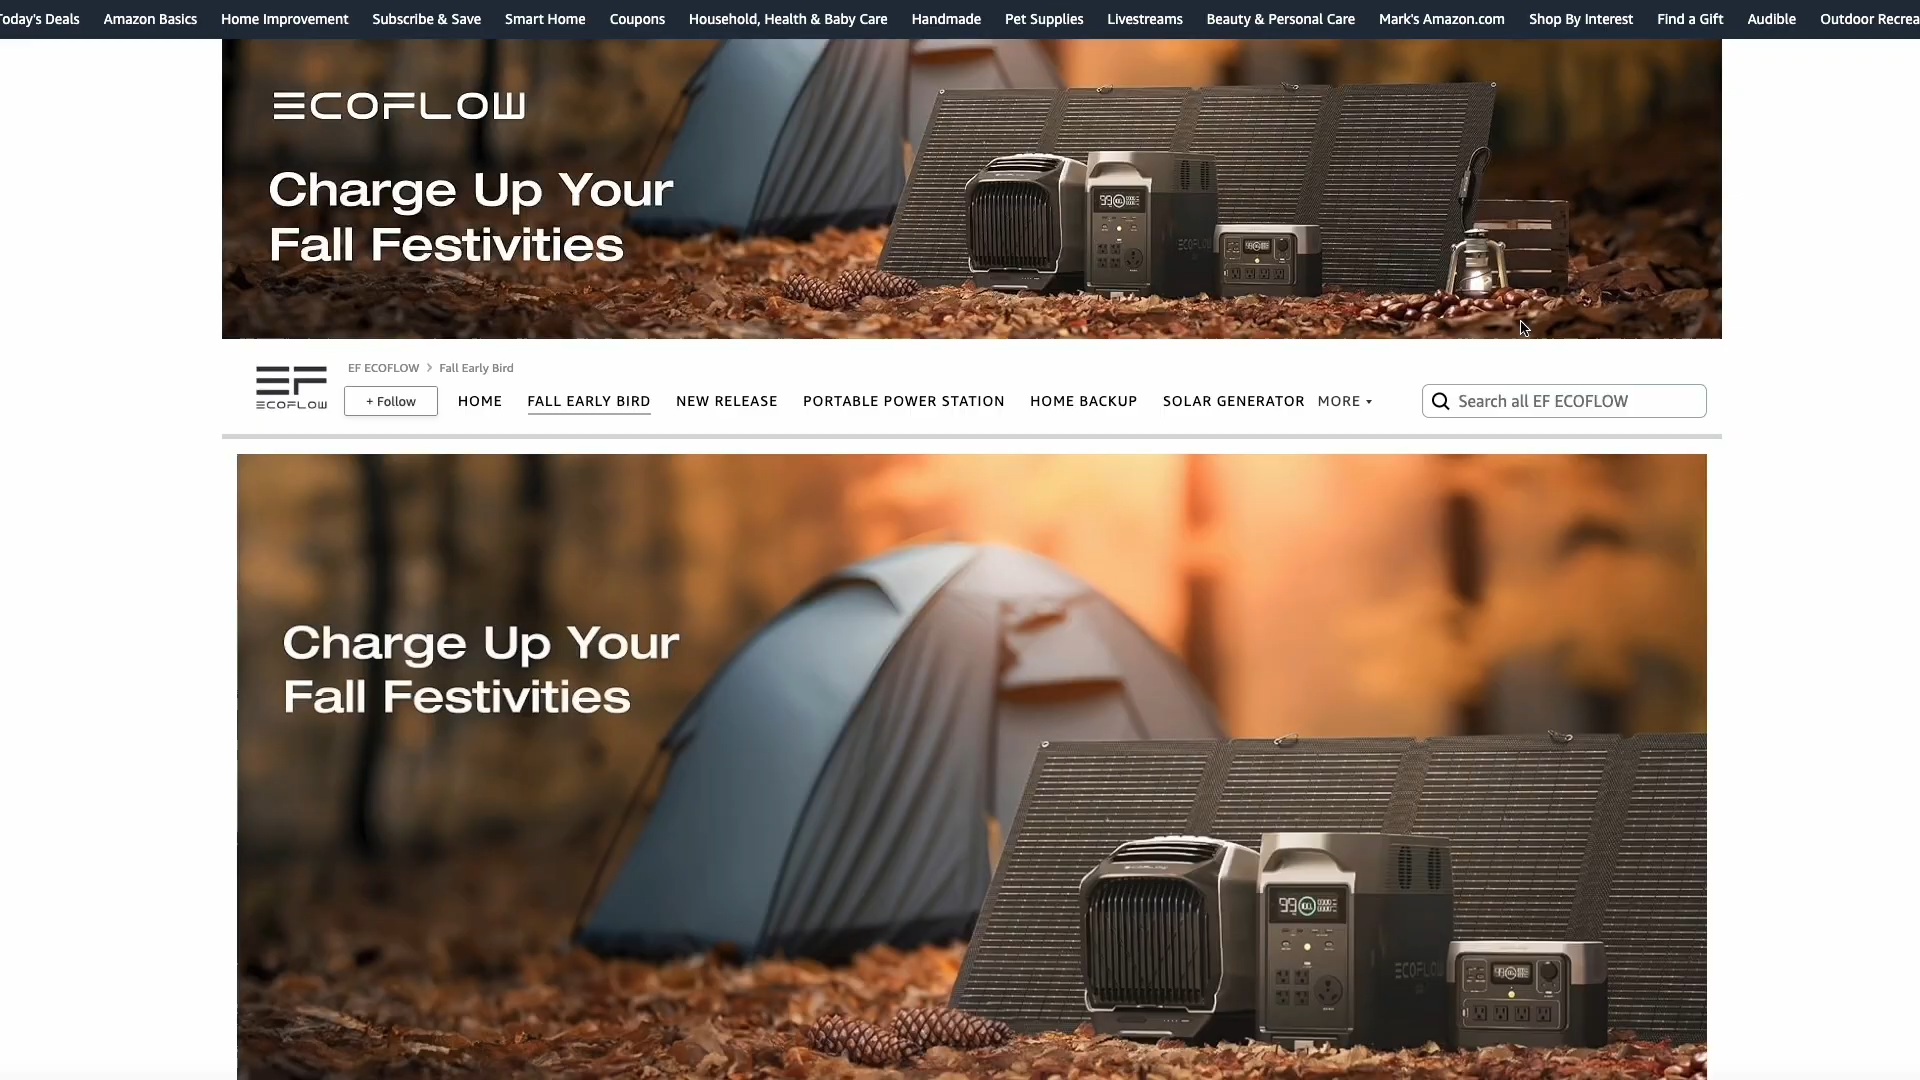 Today's Deals Amazon Basics Home Improvement Subscribe & Save Smart Home Coupons Household, Health & Baby Care Handmade Pet Supplies Livestreams Beauty & Personal Care Mark's Amazon.com Shop By Interest Find a Gift Audible Outdoor Recrea
ECOFLOW
Charge Up Your
Fall Festivities
EF
ECOFLOW
EF ECOFLOW > Fall Early Bird
+ Follow HOME FALL EARLY BIRD NEW RELEASE PORTABLE POWER STATION HOME BACKUP SOLAR GENERATOR MORE Search all EF ECOFLOW
Charge Up Your
Fall Festivities
99
ECOFLOW